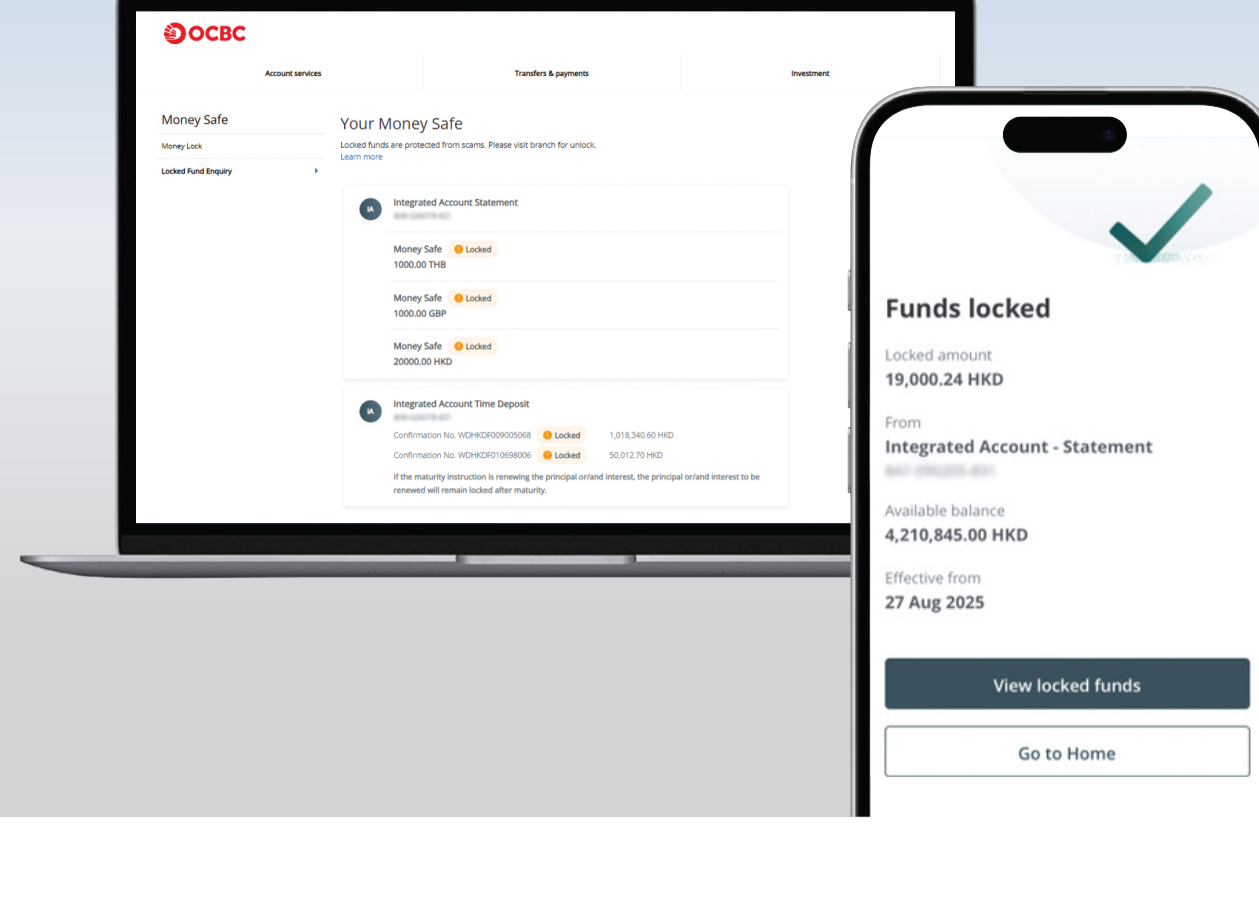 OCBC
Account services
Transfers & payments
Investment
Money Safe
Money Lock
Locked Fund Enquiry
Your Money Safe
Locked funds are protected from scams. Please visit branch for unlock.
Learn more
IA
Integrated Account Statement
Money Safe Locked
1000.00 THB
Money Safe Locked
1000.00 GBP
Money Safe Locked
20000.00 HKD
IA
Integrated Account Time Deposit
Confirmation No. WDHKDF009005068 Locked 1,018,340.60 HKD
Confirmation No. WDHKDF010698006 Locked 50,012.70 HKD
If the maturity instruction is renewing the principal or/and interest, the principal or/and interest to be
renewed will remain locked after maturity.
Funds locked
Locked amount
19,000.24 HKD
From
Integrated Account - Statement
Available balance
4,210,845.00 HKD
Effective from
27 Aug 2025
View locked funds
Go to Home